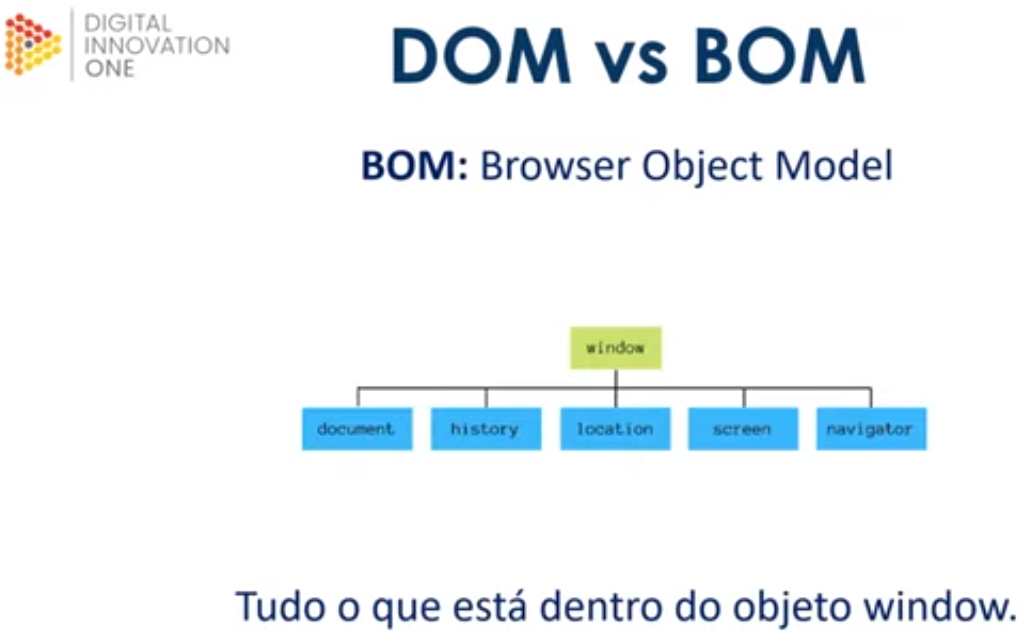 DIGITAL
INNOVATION
ONE
DOM vs BOM
BOM: Browser Object Model
window
document history location screen navigator
Tudo o que está dentro do objeto window.